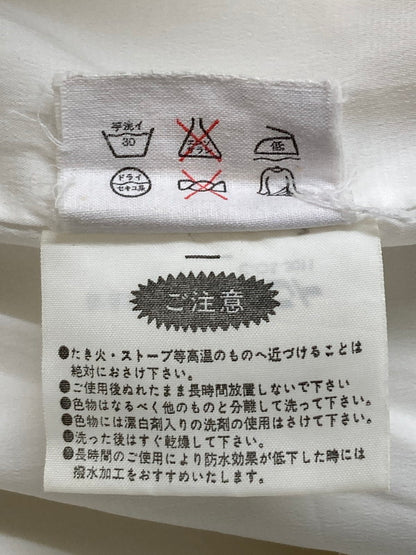 手洗イ
30
エンソ
サラシ
低
ドライ
セキユ系
ご注意
●たき火・ストーブ等高温のものへ近づけることは
絶対におさけ下さい。
●ご使用後ぬれたまま長時間放置しないで下さい
●色物はなるべく他のものと分離して洗って下さい。
●色物には漂白剤入りの洗剤の使用はさけて下さい。
●洗った後はすぐ乾燥して下さい。
●長時間のご使用により防水効果が低下した時には
撥水加工をおすすめいたします。